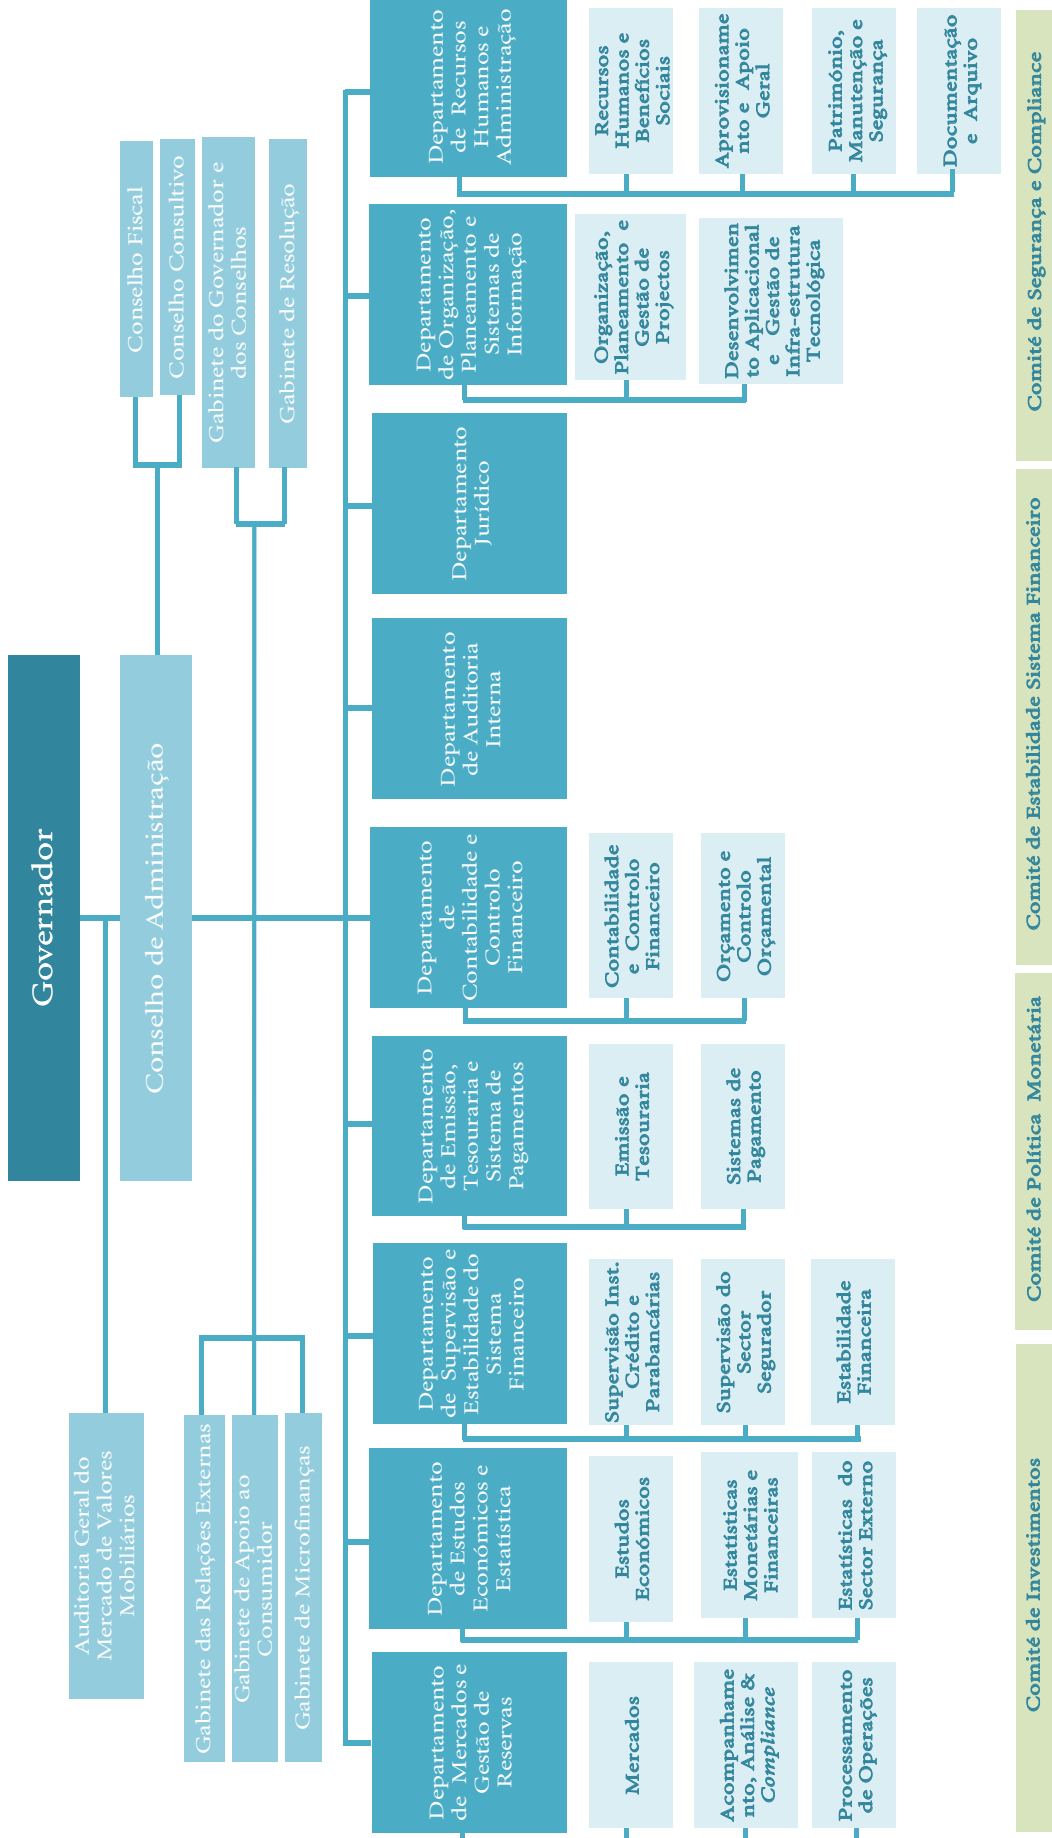 Governador
Auditoria Geral do
Mercado de Valores
Mobiliários
Conselho de Administração
Conselho Fiscal
Conselho Consultivo
Gabinete das Relações Externas
Gabinete de Apoio ao
Consumidor
Gabinete de Microfinanças
Gabinete do Governador e
dos Conselhos
Gabinete de Resolução
Departamento
de Mercados e
Gestão de
Reservas
Departamento
de Estudos
Económicos e
Estatística
Departamento
de Supervisão e
Estabilidade do
Sistema
Financeiro
Departamento
de Emissão,
Tesouraria e
Sistema de
Pagamentos
Departamento
de
Contabilidade e
Controlo
Financeiro
Departamento
de Auditoria
Interna
Departamento
Jurídico
Departamento
de Organização,
Planeamento e
Sistemas de
Informação
Departamento
de Recursos
Humanos e
Administração
Mercados
Acompanhame
nto, Análise &
Compliance
Processamento
de Operações
Estudos
Económicos
Estatísticas
Monetárias e
Financeiras
Estatísticas do
Sector Externo
Supervisão Inst.
Crédito e
Parabancárias
Supervisão do
Sector
Segurador
Estabilidade
Financeira
Emissão e
Tesouraria
Sistemas de
Pagamento
Contabilidade
e Controlo
Financeiro
Orçamento e
Controlo
Orçamental
Organização,
Planeamento e
Gestão de
Projectos
Desenvolvimen
to Aplicacional
e Gestão de
Infra-estrutura
Tecnológica
Recursos
Humanos e
Benefícios
Sociais
Aprovisioname
nto e Apoio
Geral
Património,
Manutenção e
Segurança
Documentação
e Arquivo
Comité de Investimentos
Comité de Política Monetária
Comité de Estabilidade Sistema Financeiro
Comité de Segurança e Compliance